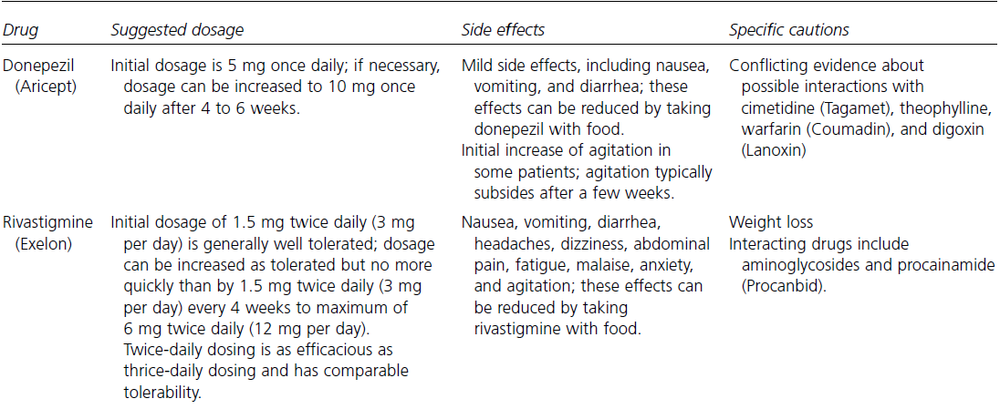 Drug Suggested dosage Side effects Specific cautions
Donepezil
(Aricept)
Initial dosage is 5 mg once daily; if necessary,
dosage can be increased to 10 mg once
daily after 4 to 6 weeks.
Mild side effects, including nausea,
vomiting, and diarrhea; these
effects can be reduced by taking
donepezil with food.
Initial increase of agitation in
some patients; agitation typically
subsides after a few weeks.
Conflicting evidence about
possible interactions with
cimetidine (Tagamet), theophylline,
warfarin (Coumadin), and digoxin
(Lanoxin)
Rivastigmine
(Exelon)
Initial dosage of 1.5 mg twice daily (3 mg
per day) is generally well tolerated; dosage
can be increased as tolerated but no more
quickly than by 1.5 mg twice daily (3 mg
per day) every 4 weeks to maximum of
6 mg twice daily (12 mg per day).
Twice-daily dosing is as efficacious as
thrice-daily dosing and has comparable
tolerability.
Nausea, vomiting, diarrhea,
headaches, dizziness, abdominal
pain, fatigue, malaise, anxiety,
and agitation; these effects can
be reduced by taking
rivastigmine with food.
Weight loss
Interacting drugs include
aminoglycosides and procainamide
(Procanbid).